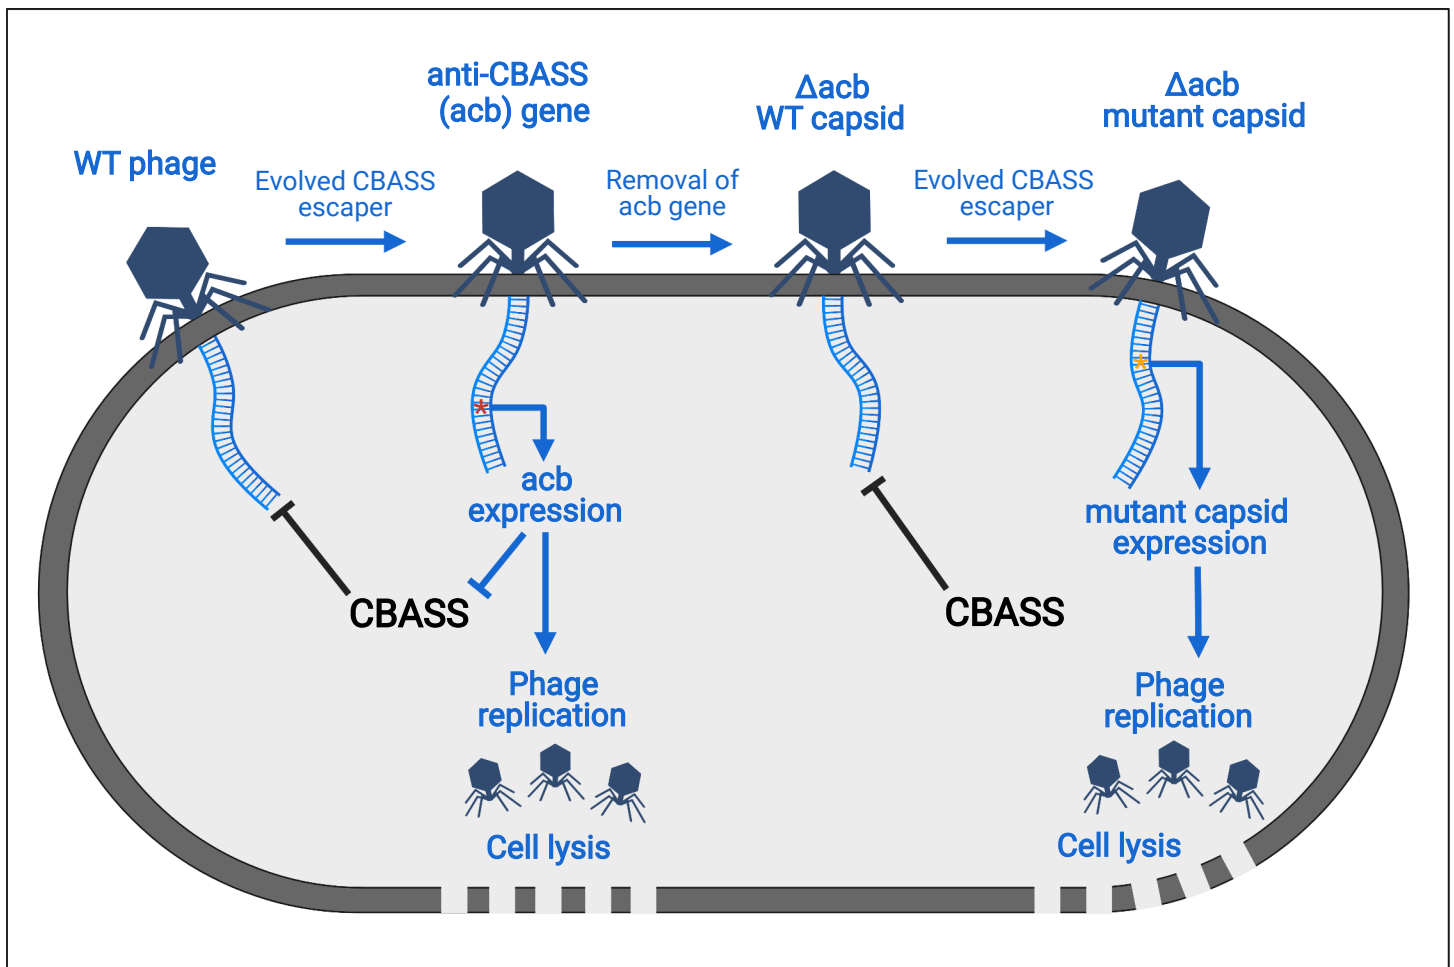 WT phage
Evolved CBASS
escaper
anti-CBASS
(acb) gene
Removal of
acb gene
Δacb
WT capsid
Evolved CBASS
escaper
Δacb
mutant capsid
*
acb
expression
CBASS
Phage
replication
Cell lysis
CBASS
*
mutant capsid
expression
Phage
replication
Cell lysis